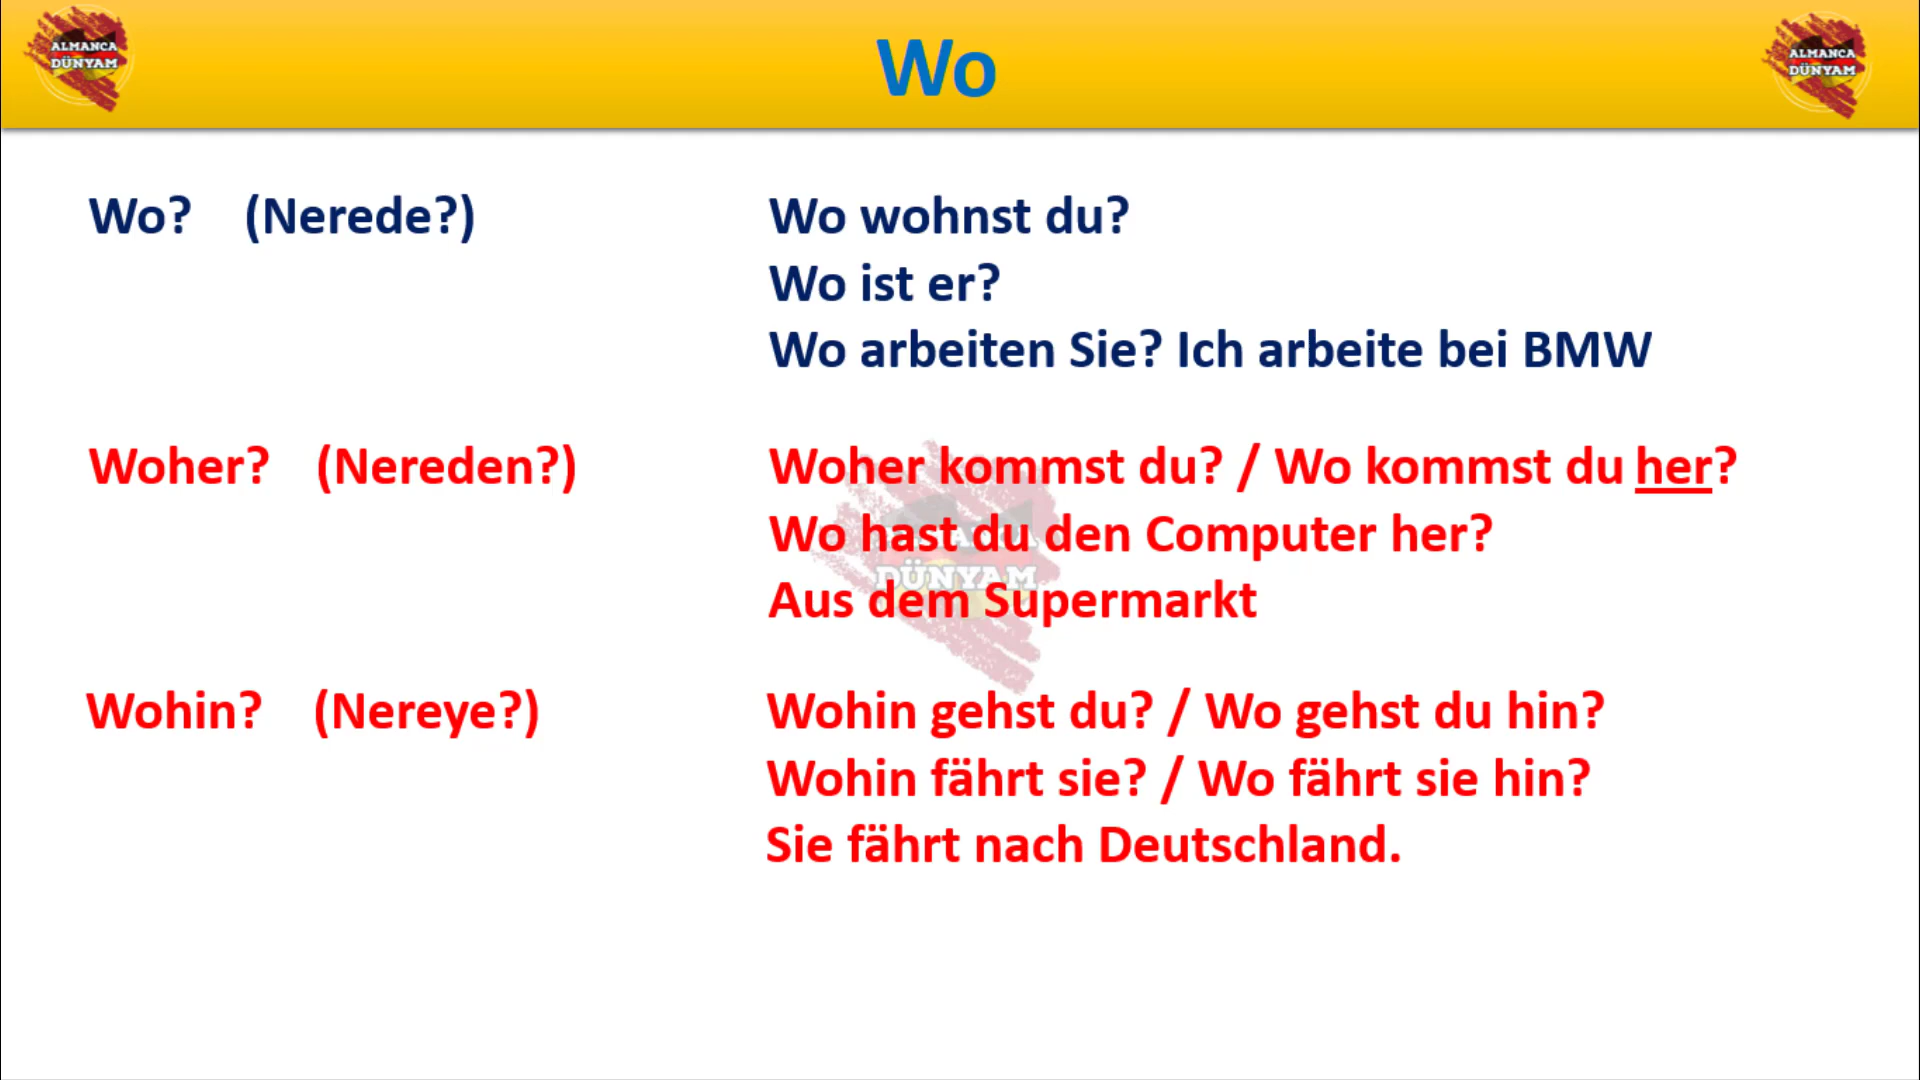 ALMANCA
DÜNYAM
Wo
ALMANCA
DÜNYAM
Wo? (Nerede?) Wo wohnst du?
Wo ist er?
Wo arbeiten Sie? Ich arbeite bei BMW
Woher? (Nereden?) Woher kommst du? / Wo kommst du her?
Wo hast du den Computer her?
DÜNYAM
Aus dem Supermarkt
Wohin? (Nereye?) Wohin gehst du? / Wo gehst du hin?
Wohin fährt sie? / Wo fährt sie hin?
Sie fährt nach Deutschland.